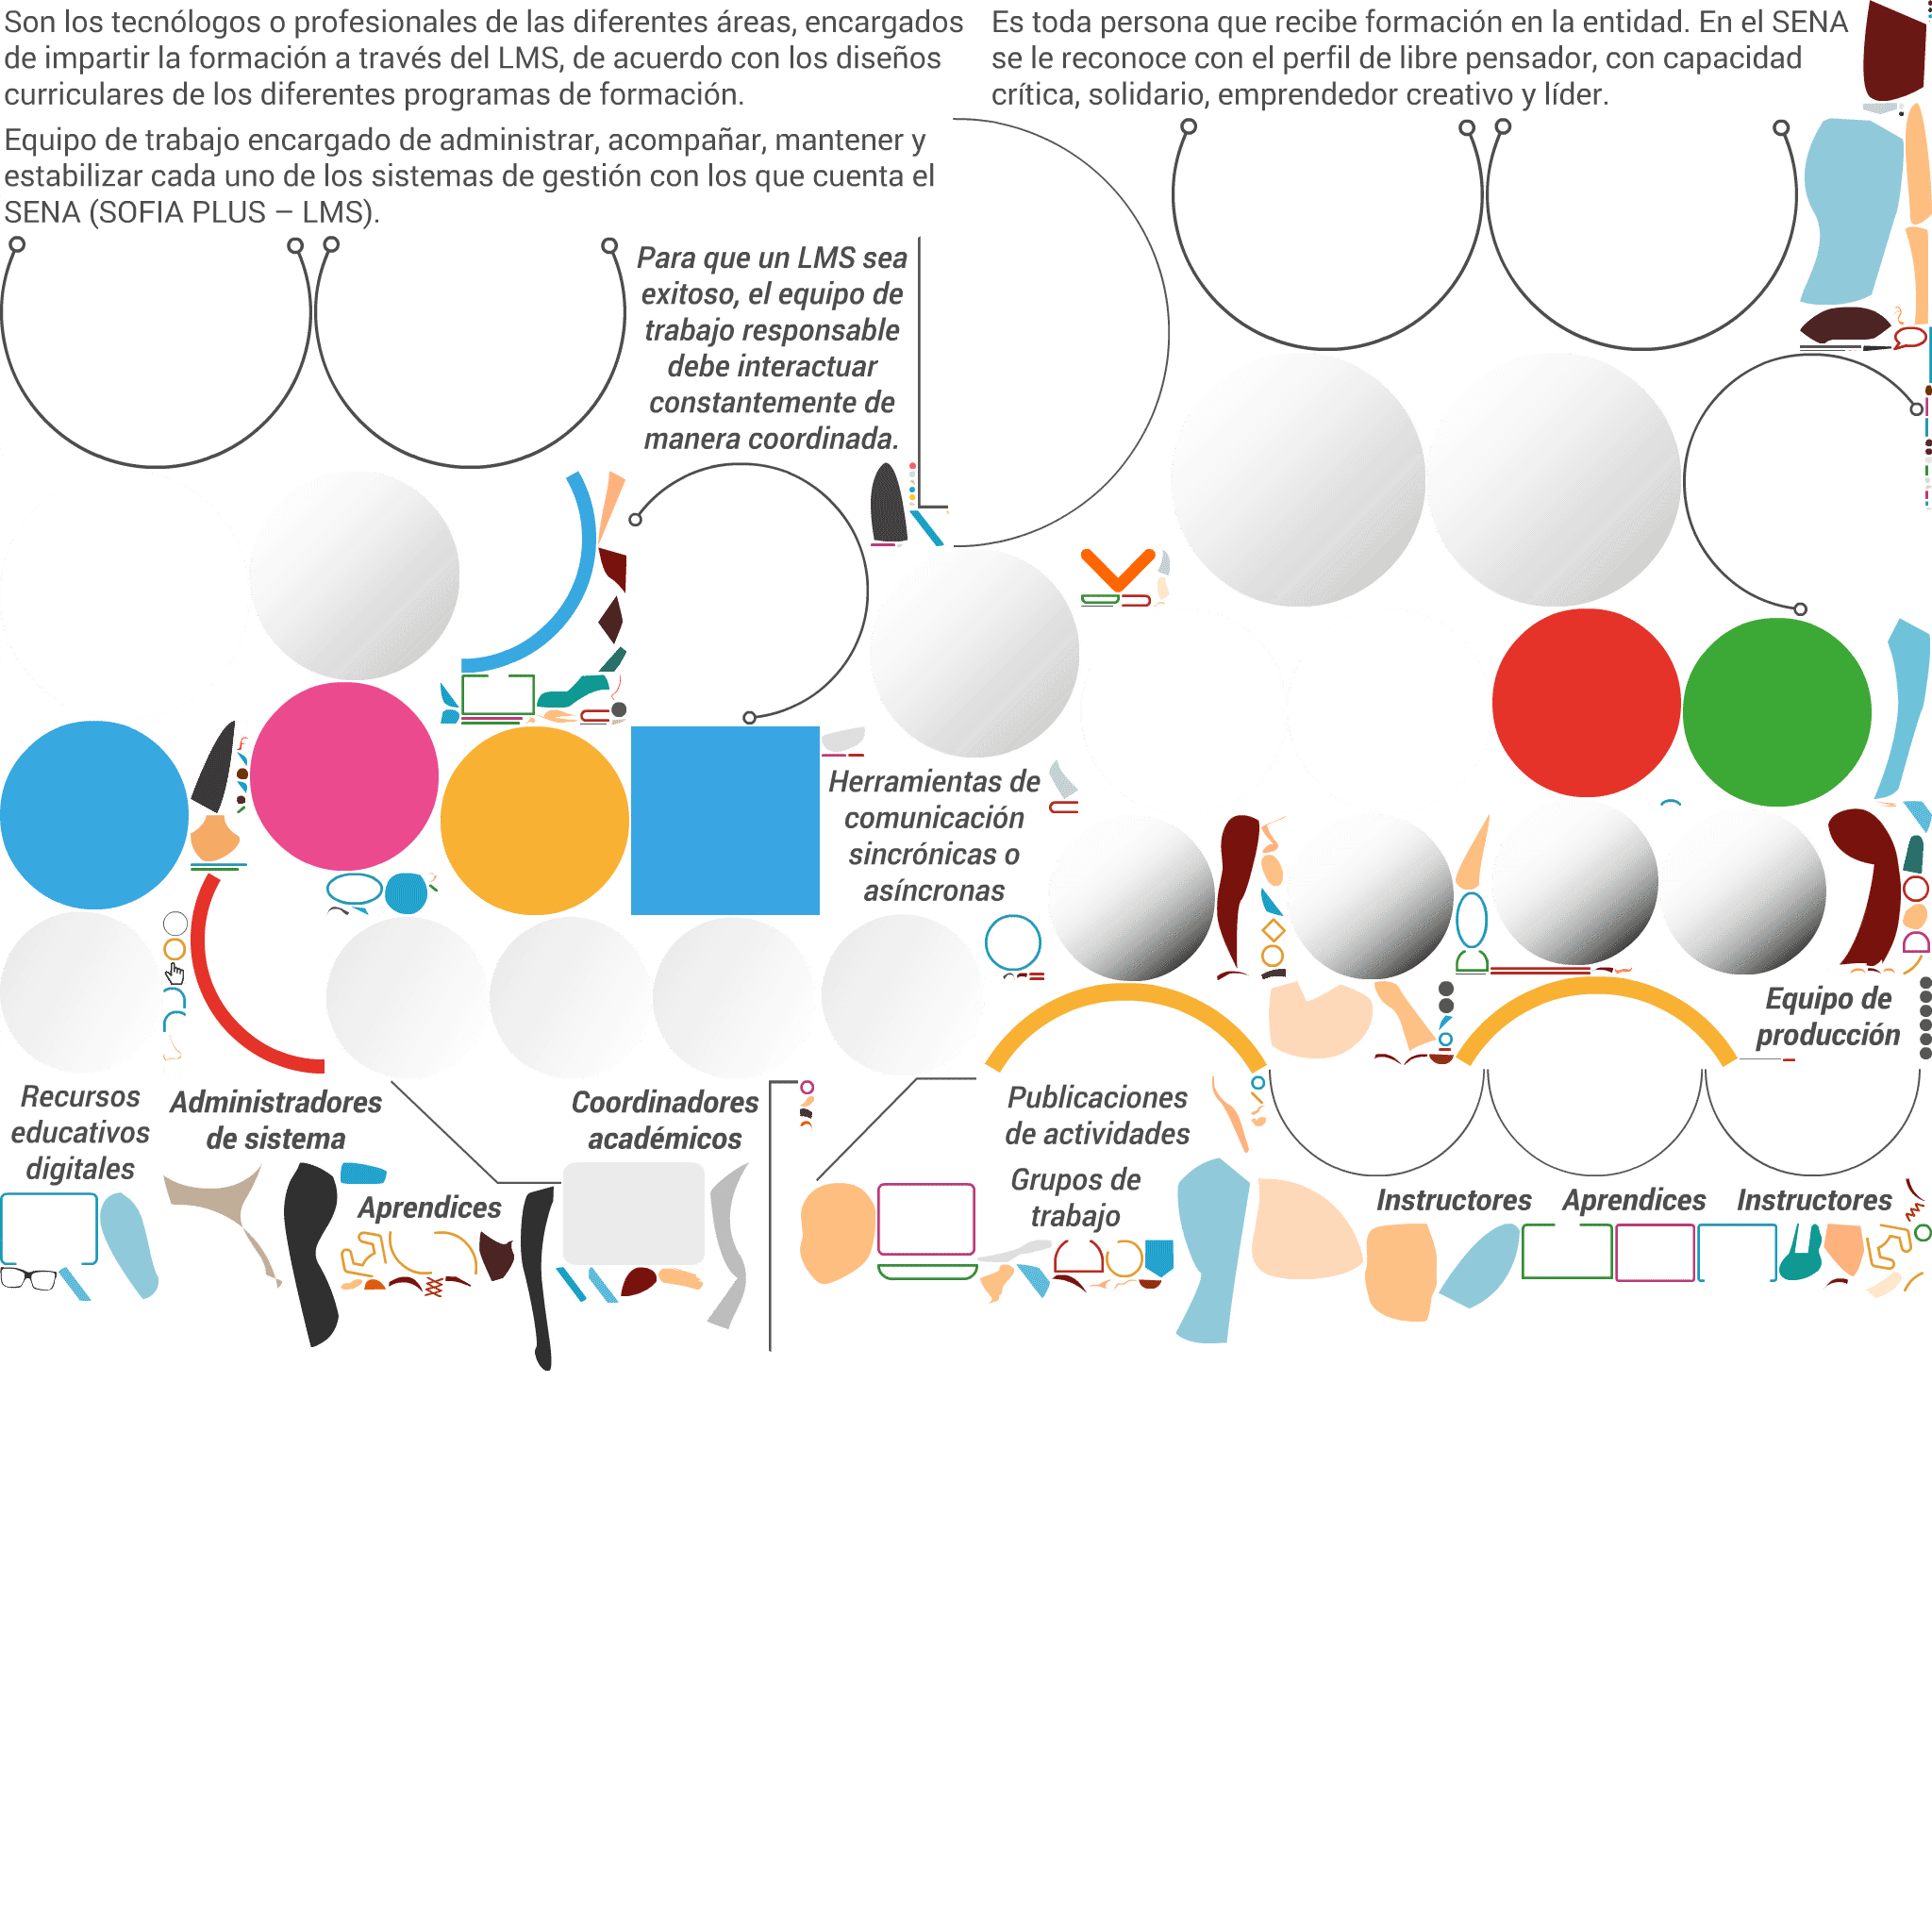 Son los tecnólogos o profesionales de las diferentes áreas, encargados
de impartir la formación a través del LMS, de acuerdo con los diseños
curriculares de los diferentes programas de formación.
Es toda persona que recibe formación en la entidad. En el SENA
se le reconoce con el perfil de libre pensador, con capacidad
crítica, solidario, emprendedor creativo y líder.
Equipo de trabajo encargado de administrar, acompañar, mantener y
estabilizar cada uno de los sistemas de gestión con los que cuenta el
SENA (SOFIA PLUS – LMS).
Para que un LMS sea
exitoso, el equipo de
trabajo responsable
debe interactuar
constantemente de
manera coordinada.
Herramientas de
comunicación
sincrónicas o
asíncronas
Equipo de
producción
Recursos
educativos
digitales
Administradores
de sistema
Coordinadores
académicos
Publicaciones
de actividades
Aprendices
Grupos de
trabajo
Instructores
Aprendices
Instructores